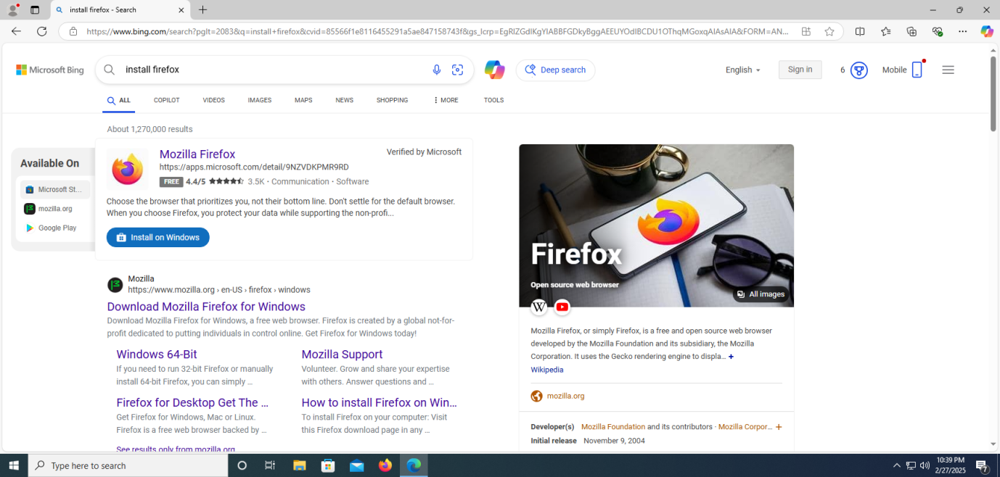 install firefox - Search
https://www.bing.com/search?pglt=2083&q=install+firefox&cvid=85566f1e8116455291a5ae847158743f&gs_lcrp=EgRlZGdlKgYIABBFGDkyBggAEEUYOdIBCDU1OThqMGoxqAIAsAIA&FORM=AN...
Microsoft Bing
install firefox
Deep search
English
Sign in
6
Mobile
ALL
COPILOT
VIDEOS
IMAGES
MAPS
NEWS
SHOPPING
MORE
TOOLS
About 1,270,000 results
Available On
Microsoft St...
mozilla.org
Google Play
Mozilla Firefox
Verified by Microsoft
https://apps.microsoft.com/detail/9NZVDKPMR9RD
FREE 4.4/5 3.5K · Communication · Software
Choose the browser that prioritizes you, not their bottom line. Don't settle for the default browser.
When you choose Firefox, you protect your data while supporting the non-profi...
Install on Windows
Mozilla
https://www.mozilla.org › en-US › firefox › windows
Download Mozilla Firefox for Windows
Download Mozilla Firefox for Windows, a free web browser. Firefox is created by a global not-for-
profit dedicated to putting individuals in control online. Get Firefox for Windows today!
Windows 64-Bit
If you need to run 32-bit Firefox or manually
install 64-bit Firefox, you can simply ...
Mozilla Support
Volunteer. Grow and share your expertise
with others. Answer questions and ...
Firefox for Desktop Get The ...
Get Firefox for Windows, Mac or Linux.
Firefox is a free web browser backed by ...
How to install Firefox on Win...
To install Firefox on your computer: Visit
this Firefox download page in any ...
See results only from mozilla.org
Firefox
Open source web browser
All images
W
Mozilla Firefox, or simply Firefox, is a free and open source web browser
developed by the Mozilla Foundation and its subsidiary, the Mozilla
Corporation. It uses the Gecko rendering engine to displa... +
Wikipedia
mozilla.org
Developer(s) Mozilla Foundation and its contributors · Mozilla Corpor... +
Initial release November 9, 2004
Type here to search
10:39 PM
2/27/2025
7